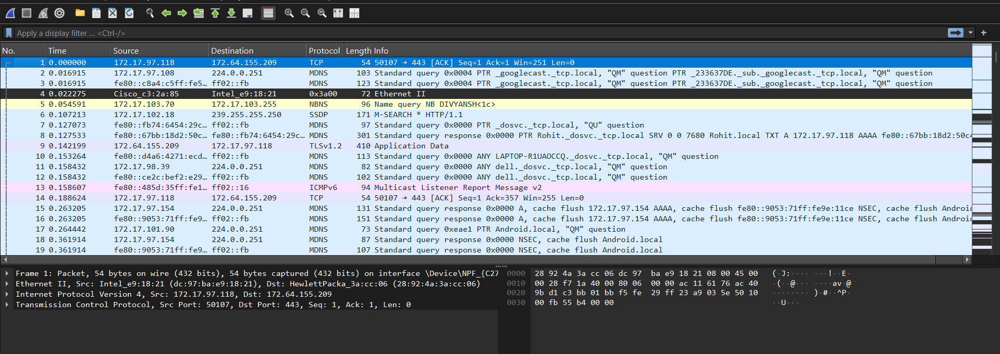 Apply a display filter ... <Ctrl-/>
No. Time Source Destination Protocol Length Info
1 0.000000 172.17.97.118 172.64.155.209 TCP 54 50107 → 443 [ACK] Seq=1 Ack=1 Win=251 Len=0
2 0.016915 172.17.97.108 224.0.0.251 MDNS 103 Standard query 0x0004 PTR _googlecast._tcp.local, "QM" question PTR _233637DE._sub._googlecast._tcp.local, "QM" question
3 0.016915 fe80::c8a4:c5ff:fe5… ff02::fb MDNS 123 Standard query 0x0004 PTR _googlecast._tcp.local, "QM" question PTR _233637DE._sub._googlecast._tcp.local, "QM" question
4 0.022275 Cisco_c3:2a:85 Intel_e9:18:21 0x3a00 72 Ethernet II
5 0.054591 172.17.103.70 172.17.103.255 NBNS 96 Name query NB DIVYANSH<1c>
6 0.107213 172.17.102.18 239.255.255.250 SSDP 171 M-SEARCH * HTTP/1.1
7 0.127073 fe80::fb74:6454:29c… ff02::fb MDNS 97 Standard query 0x0000 PTR _dosvc._tcp.local, "QU" question
8 0.127533 fe80::67bb:18d2:50c… fe80::fb74:6454:29c… MDNS 301 Standard query response 0x0000 PTR Rohit._dosvc._tcp.local SRV 0 0 7680 Rohit.local TXT A 172.17.97.118 AAAA fe80::67bb:18d2:50c4
9 0.142199 172.64.155.209 172.17.97.118 TLSv1.2 410 Application Data
10 0.153264 fe80::d4a6:4271:ecd… ff02::fb MDNS 113 Standard query 0x0000 ANY LAPTOP-R1UAOCCQ._dosvc._tcp.local, "QM" question
11 0.158432 172.17.98.39 224.0.0.251 MDNS 82 Standard query 0x0000 ANY dell._dosvc._tcp.local, "QM" question
12 0.158432 fe80::ce2c:bef2:e29… ff02::fb MDNS 102 Standard query 0x0000 ANY dell._dosvc._tcp.local, "QM" question
13 0.158607 fe80::485d:35ff:fe1… ff02::16 ICMPv6 94 Multicast Listener Report Message v2
14 0.188624 172.17.97.118 172.64.155.209 TCP 54 50107 → 443 [ACK] Seq=1 Ack=357 Win=255 Len=0
15 0.263205 172.17.97.154 224.0.0.251 MDNS 131 Standard query response 0x0000 A, cache flush 172.17.97.154 AAAA, cache flush fe80::9053:71ff:fe9e:11ce NSEC, cache flush Androi
16 0.263205 fe80::9053:71ff:fe9… ff02::fb MDNS 151 Standard query response 0x0000 A, cache flush 172.17.97.154 AAAA, cache flush fe80::9053:71ff:fe9e:11ce NSEC, cache flush Androi
17 0.264442 172.17.101.90 224.0.0.251 MDNS 73 Standard query 0xeae1 PTR Android.local, "QM" question
18 0.361914 172.17.97.154 224.0.0.251 MDNS 87 Standard query response 0x0000 NSEC, cache flush Android.local
19 0.361914 fe80::9053:71ff:fe9… ff02::fb MDNS 107 Standard query response 0x0000 NSEC, cache flush Android.local
Frame 1: Packet, 54 bytes on wire (432 bits), 54 bytes captured (432 bits) on interface \Device\NPF_{C27
Ethernet II, Src: Intel_e9:18:21 (dc:97:ba:e9:18:21), Dst: HewlettPacka_3a:cc:06 (28:92:4a:3a:cc:06)
Internet Protocol Version 4, Src: 172.17.97.118, Dst: 172.64.155.209
Transmission Control Protocol, Src Port: 50107, Dst Port: 443, Seq: 1, Ack: 1, Len: 0
0000 28 92 4a 3a cc 06 dc 97 ba e9 18 21 08 00 45 00 (·J:···· ···!··E·
0010 00 28 f7 1a 40 00 80 06 00 00 ac 11 61 76 ac 40 ·(··@··· ····av·@
0020 9b d1 c3 bb 01 bb f5 fe 29 ff 23 a9 03 5e 50 10 ········ )·#··^P·
0030 00 fb 55 b4 00 00 ··U···